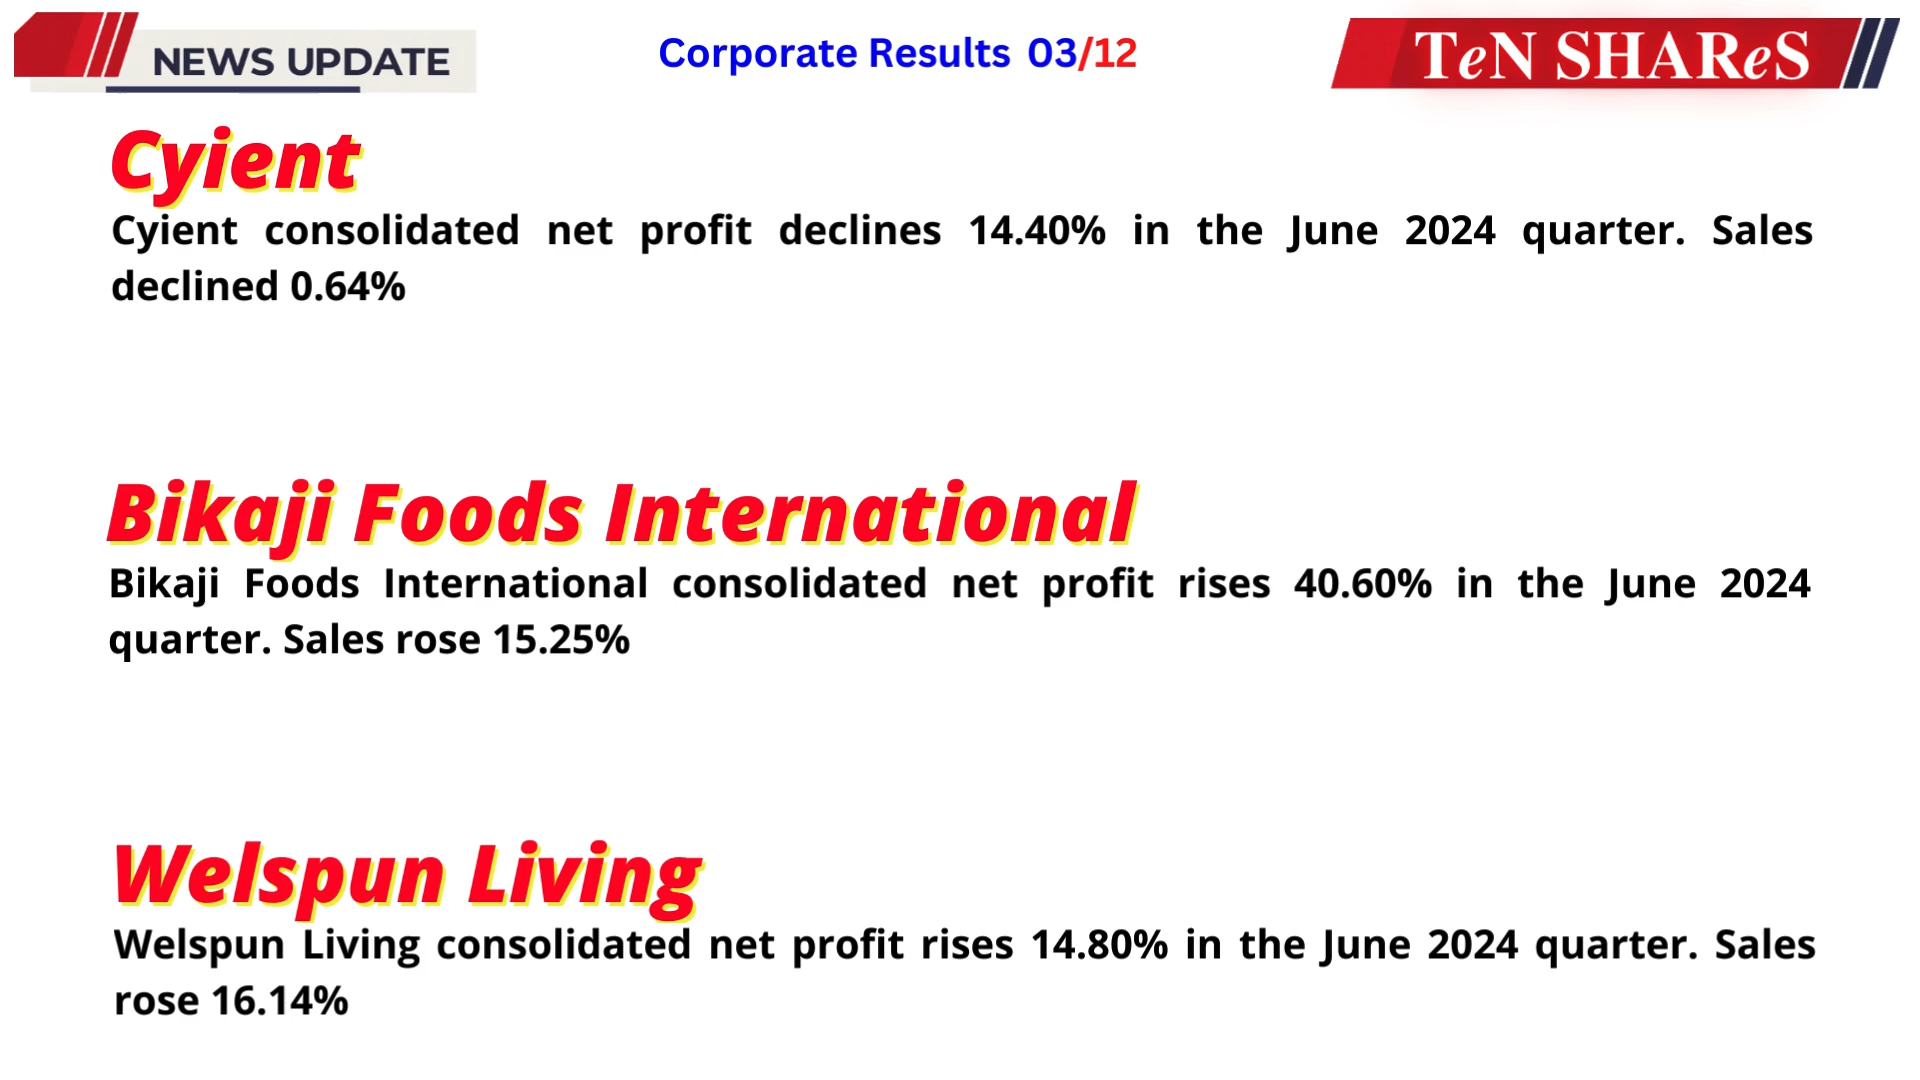 NEWS UPDATE
Corporate Results 03/12
TeN SHAReS
Cyient
Cyient consolidated net profit declines 14.40% in the June 2024 quarter. Sales
declined 0.64%
Bikaji Foods International
Bikaji Foods International consolidated net profit rises 40.60% in the June 2024
quarter. Sales rose 15.25%
Welspun Living
Welspun Living consolidated net profit rises 14.80% in the June 2024 quarter. Sales
rose 16.14%